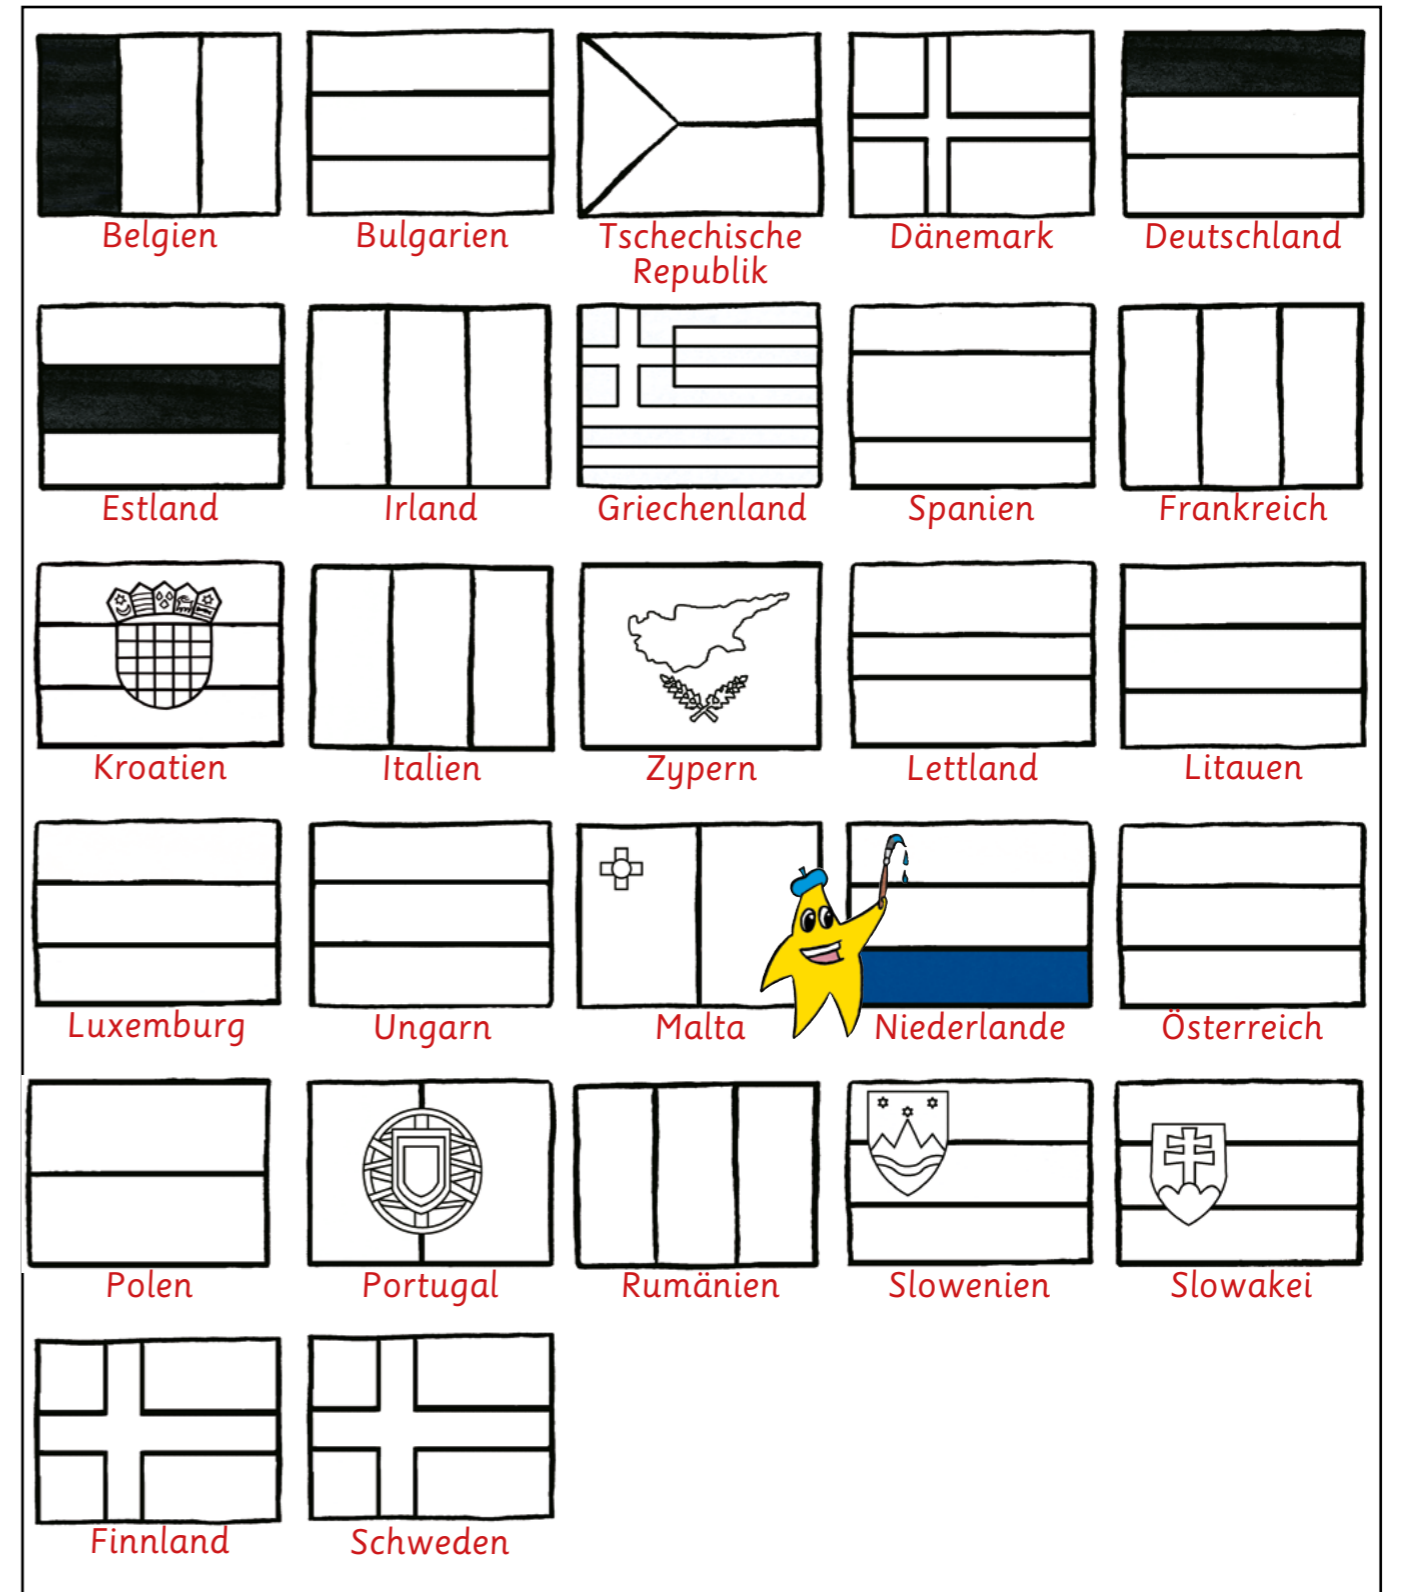 Belgien
Bulgarien
Tschechische
Republik
Dänemark
Deutschland
Estland
Irland
Griechenland
Spanien
Frankreich
Kroatien
Italien
Zypern
Lettland
Litauen
Luxemburg
Ungarn
Malta
Niederlande
Österreich
Polen
Portugal
Rumänien
Slowenien
Slowakei
Finnland
Schweden